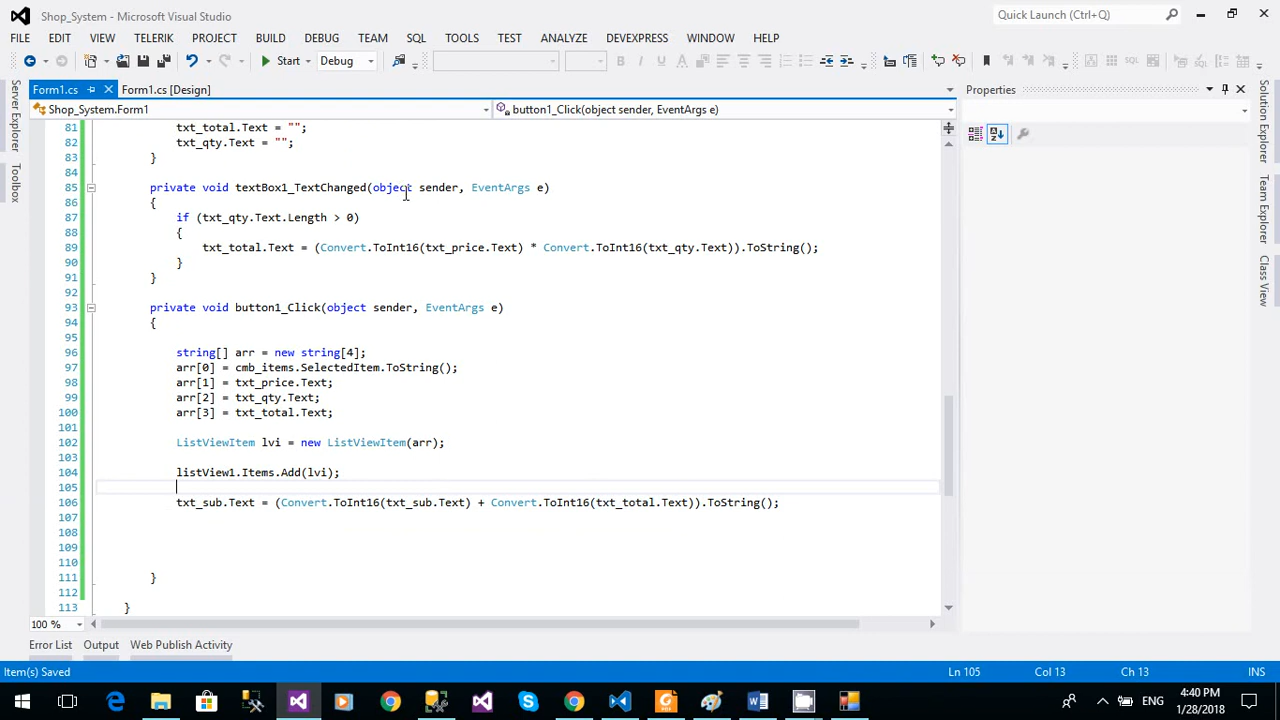 Shop_System - Microsoft Visual Studio
Quick Launch (Ctrl+Q)
FILE EDIT VIEW TELERIK PROJECT BUILD DEBUG TEAM SQL TOOLS TEST ANALYZE DEVEXPRESS WINDOW HELP
Start Debug
Form1.cs Form1.cs [Design]
Properties
Shop_System.Form1 button1_Click(object sender, EventArgs e)
Server Explorer
Toolbox
Solution Explorer
Team Explorer
Class View
81 txt_total.Text = "";
82 txt_qty.Text = "";
83 }
84
85 private void textBox1_TextChanged(object sender, EventArgs e)
86 {
87 if (txt_qty.Text.Length > 0)
88 {
89 txt_total.Text = (Convert.ToInt16(txt_price.Text) * Convert.ToInt16(txt_qty.Text)).ToString();
90 }
91 }
92
93 private void button1_Click(object sender, EventArgs e)
94 {
95
96 string[] arr = new string[4];
97 arr[0] = cmb_items.SelectedItem.ToString();
98 arr[1] = txt_price.Text;
99 arr[2] = txt_qty.Text;
100 arr[3] = txt_total.Text;
101
102 ListViewItem lvi = new ListViewItem(arr);
103
104 listView1.Items.Add(lvi);
105
106 txt_sub.Text = (Convert.ToInt16(txt_sub.Text) + Convert.ToInt16(txt_total.Text)).ToString();
107
108
109
110
111 }
112
113 }
100 %
Error List Output Web Publish Activity
Item(s) Saved Ln 105 Col 13 Ch 13 INS
ENG 4:40 PM
1/28/2018